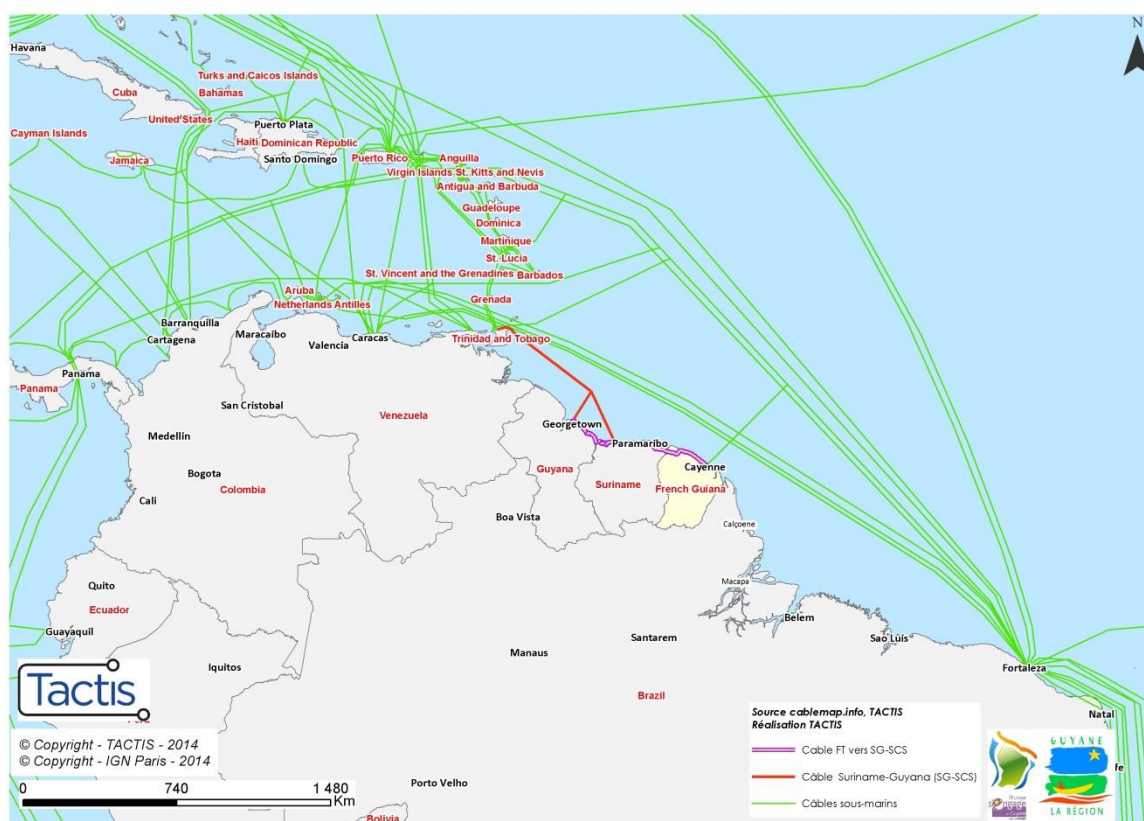 N
Havana
Turks and Caicos Islands
Cuba
Bahamas
United States
Puerto Plata
Cayman Islands
Haiti Dominican Republic
Jamaica
Santo Domingo
Puerto Rico
Anguilla
Virgin Islands St. Kitts and Nevis
Antigua and Barbuda
Guadeloupe
Dominica
Martinique
St. Lucia
St. Vincent and the Grenadines
Barbados
Aruba
Netherlands Antilles
Grenada
Barranquilla
Cartagena
Maracaibo
Valencia
Caracas
Trinidad and Tobago
Panama
Panama
San Cristobal
Venezuela
Georgetown
Medellin
Paramaribo
Bogota
Colombia
Guyana
Cayenne
Suriname
French Guiana
Cali
Boa Vista
Calçoene
Quito
Ecuador
Macapa
Guayaquil
Belem
Santarem
Sao Luis
Iquitos
Manaus
Fortaleza
Brazil
Natal
Tactis
© Copyright - TACTIS - 2014
© Copyright - IGN Paris - 2014
0 740 1 480
Km
Porto Velho
Bolivia
Source cablemap.info, TACTIS
Réalisation TACTIS
Cable FT vers SG-SCS
Câble Suriname-Guyana (SG-SCS)
Câbles sous-marins
GUYANE
LA RÉGION